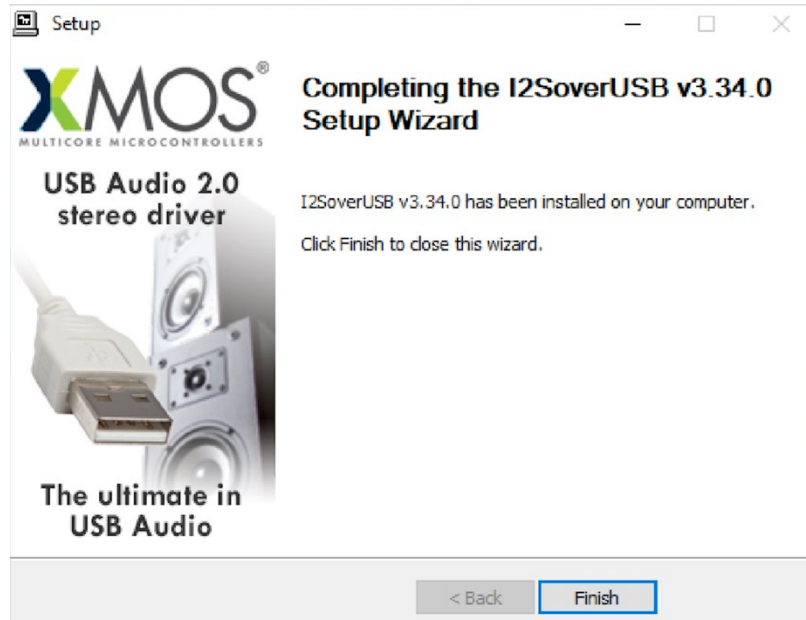 Setup
XMOS®
MULTICORE MICROCONTROLLERS
USB Audio 2.0
stereo driver
The ultimate in
USB Audio
Completing the I2SoverUSB v3.34.0
Setup Wizard
I2SoverUSB v3.34.0 has been installed on your computer.
Click Finish to close this wizard.
< Back
Finish